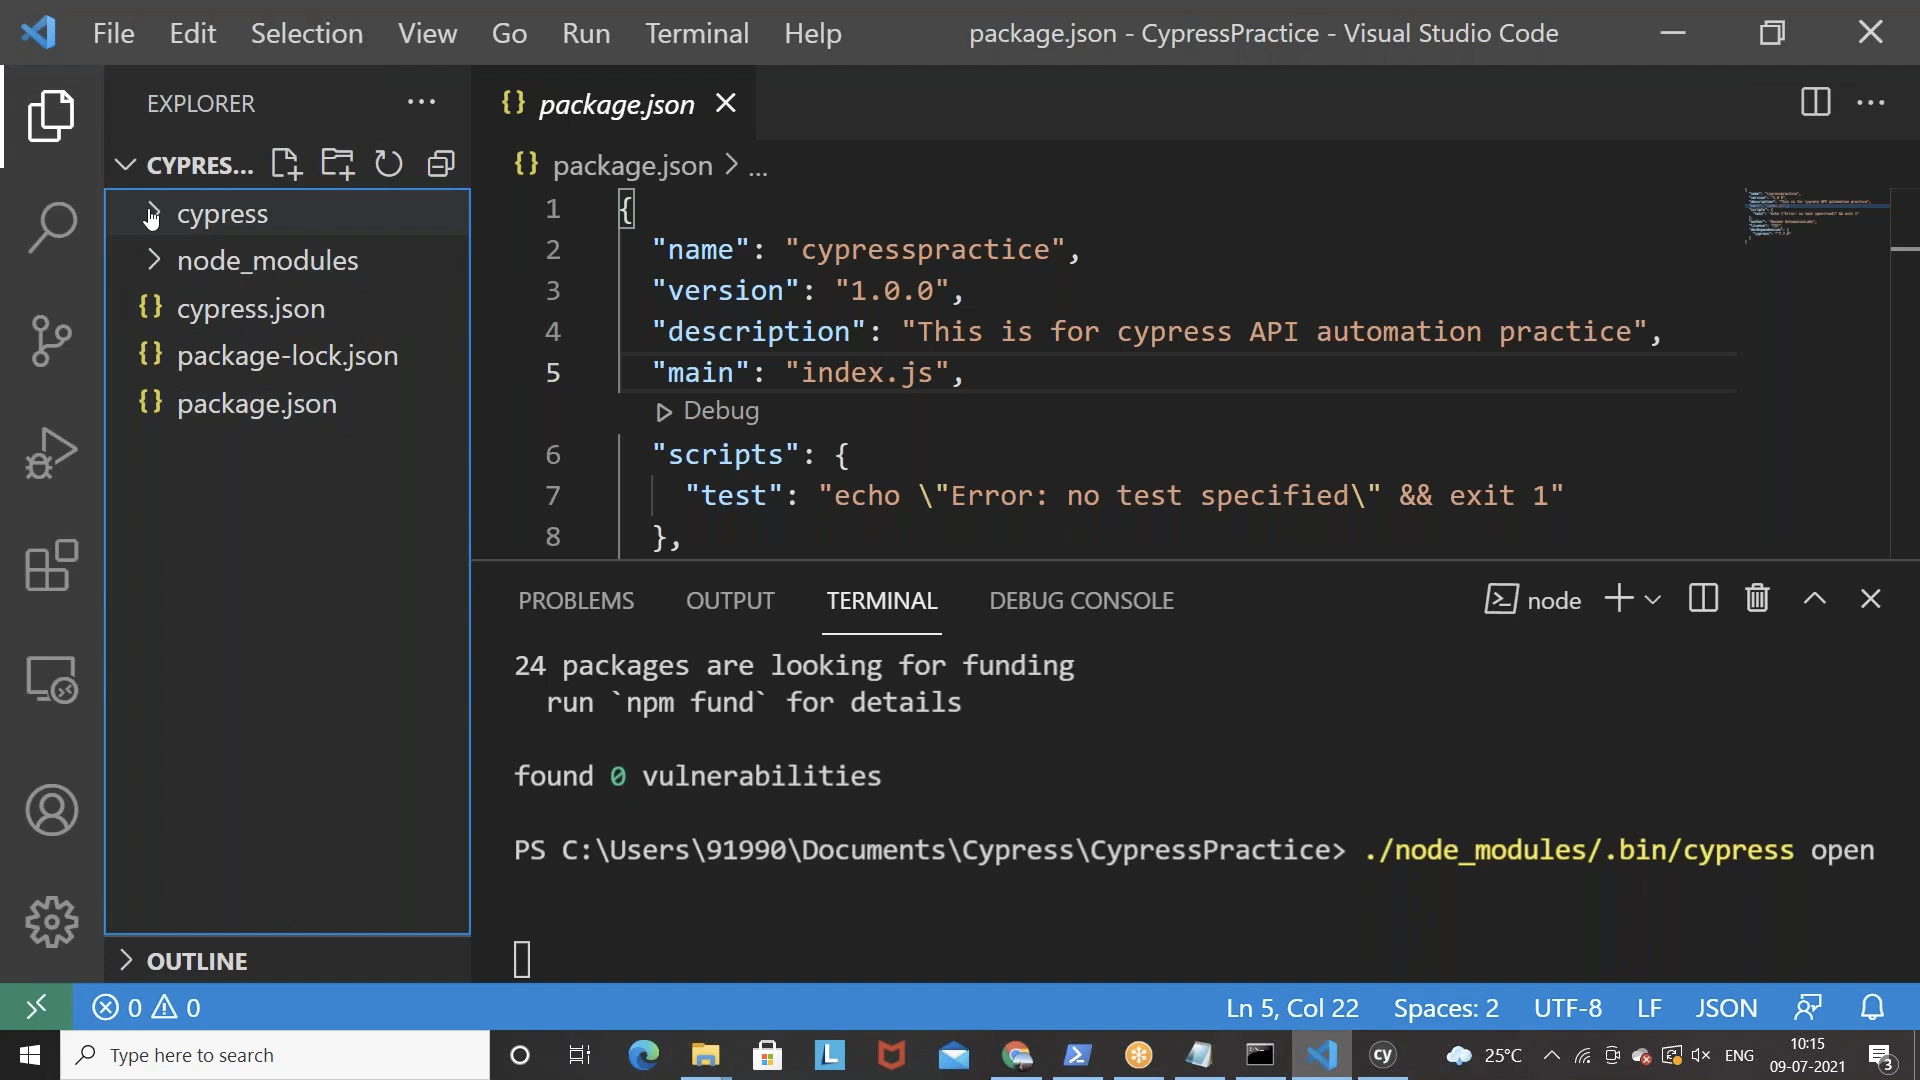 File Edit Selection View Go Run Terminal Help package.json - CypressPractice - Visual Studio Code
EXPLORER
CYPRES...
cypress
node_modules
{} cypress.json
{} package-lock.json
{} package.json
OUTLINE
{} package.json
{} package.json > ...
1 {
2 "name": "cypresspractice",
3 "version": "1.0.0",
4 "description": "This is for cypress API automation practice",
5 "main": "index.js",
Debug
6 "scripts": {
7 "test": "echo \"Error: no test specified\" && exit 1"
8 },
PROBLEMS OUTPUT TERMINAL DEBUG CONSOLE node
24 packages are looking for funding
run `npm fund` for details
found 0 vulnerabilities
PS C:\Users\91990\Documents\Cypress\CypressPractice> ./node_modules/.bin/cypress open
0 0 Ln 5, Col 22 Spaces: 2 UTF-8 LF JSON
Type here to search L cy 25°C ENG 10:15
09-07-2021 3